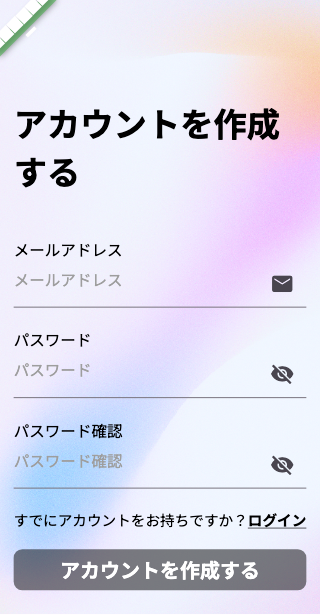 アカウントを作成
する
メールアドレス
メールアドレス
パスワード
パスワード
パスワード確認
パスワード確認
すでにアカウントをお持ちですか？ログイン
アカウントを作成する